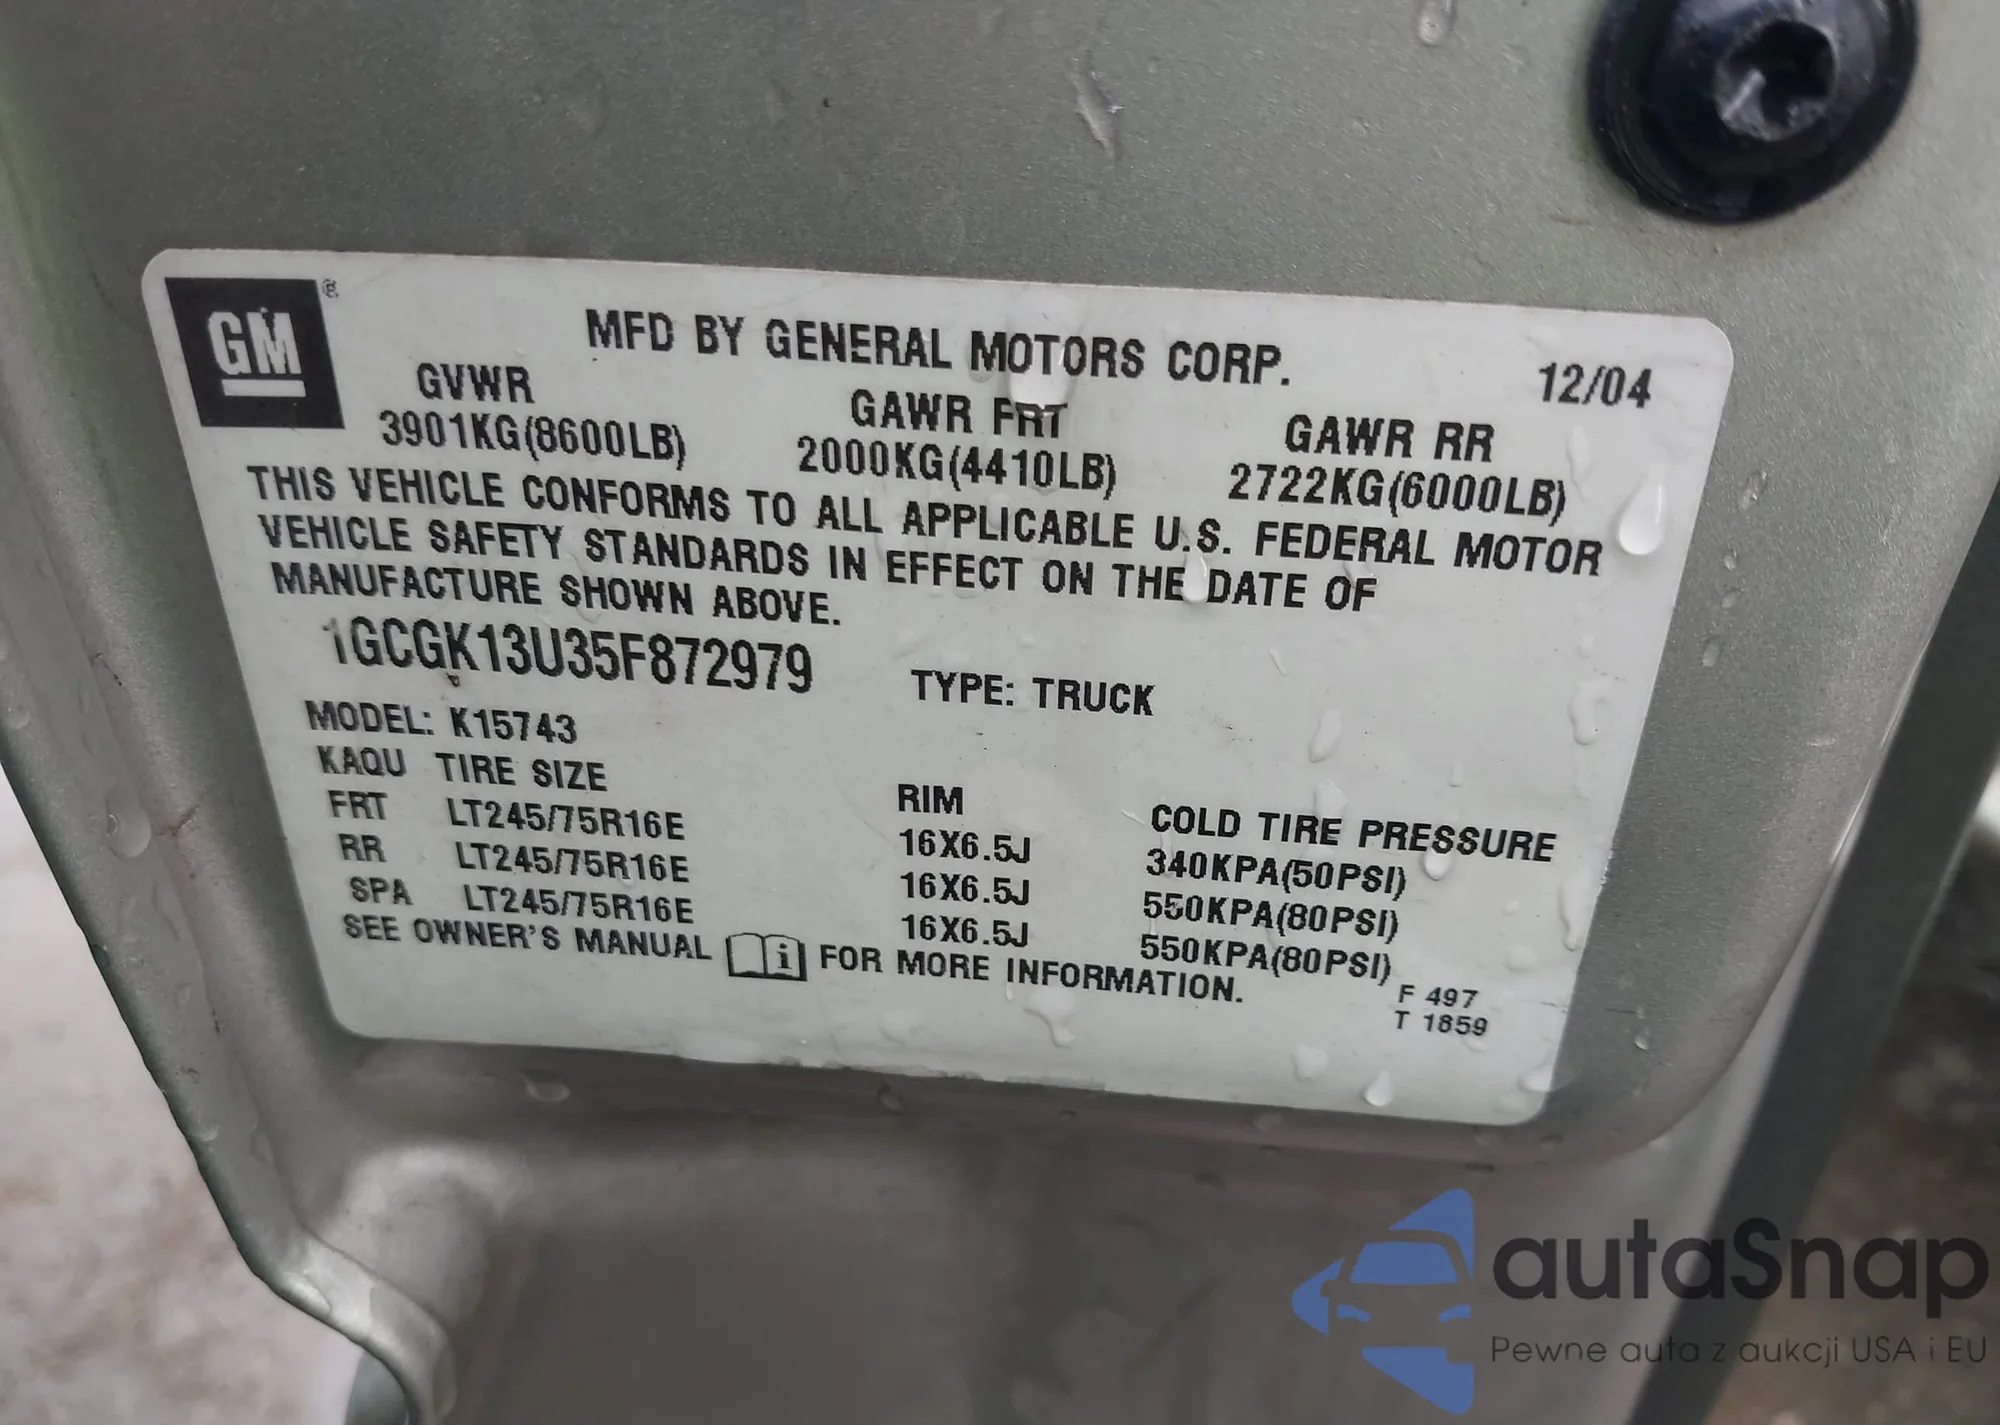 GM ®
MFD BY GENERAL MOTORS CORP. 12/04
GVWR GAWR FRT GAWR RR
3901KG(8600LB) 2000KG(4410LB) 2722KG(6000LB)
THIS VEHICLE CONFORMS TO ALL APPLICABLE U.S. FEDERAL MOTOR
VEHICLE SAFETY STANDARDS IN EFFECT ON THE DATE OF
MANUFACTURE SHOWN ABOVE.
1GCGK13U35F872979 TYPE: TRUCK
MODEL: K15743
KAQU TIRE SIZE RIM COLD TIRE PRESSURE
FRT LT245/75R16E 16X6.5J 340KPA(50PSI)
RR LT245/75R16E 16X6.5J 550KPA(80PSI)
SPA LT245/75R16E 16X6.5J 550KPA(80PSI)
SEE OWNER'S MANUAL i FOR MORE INFORMATION.
F 497
T 1859
autaSnap
Pewne auta z aukcji USA i EU